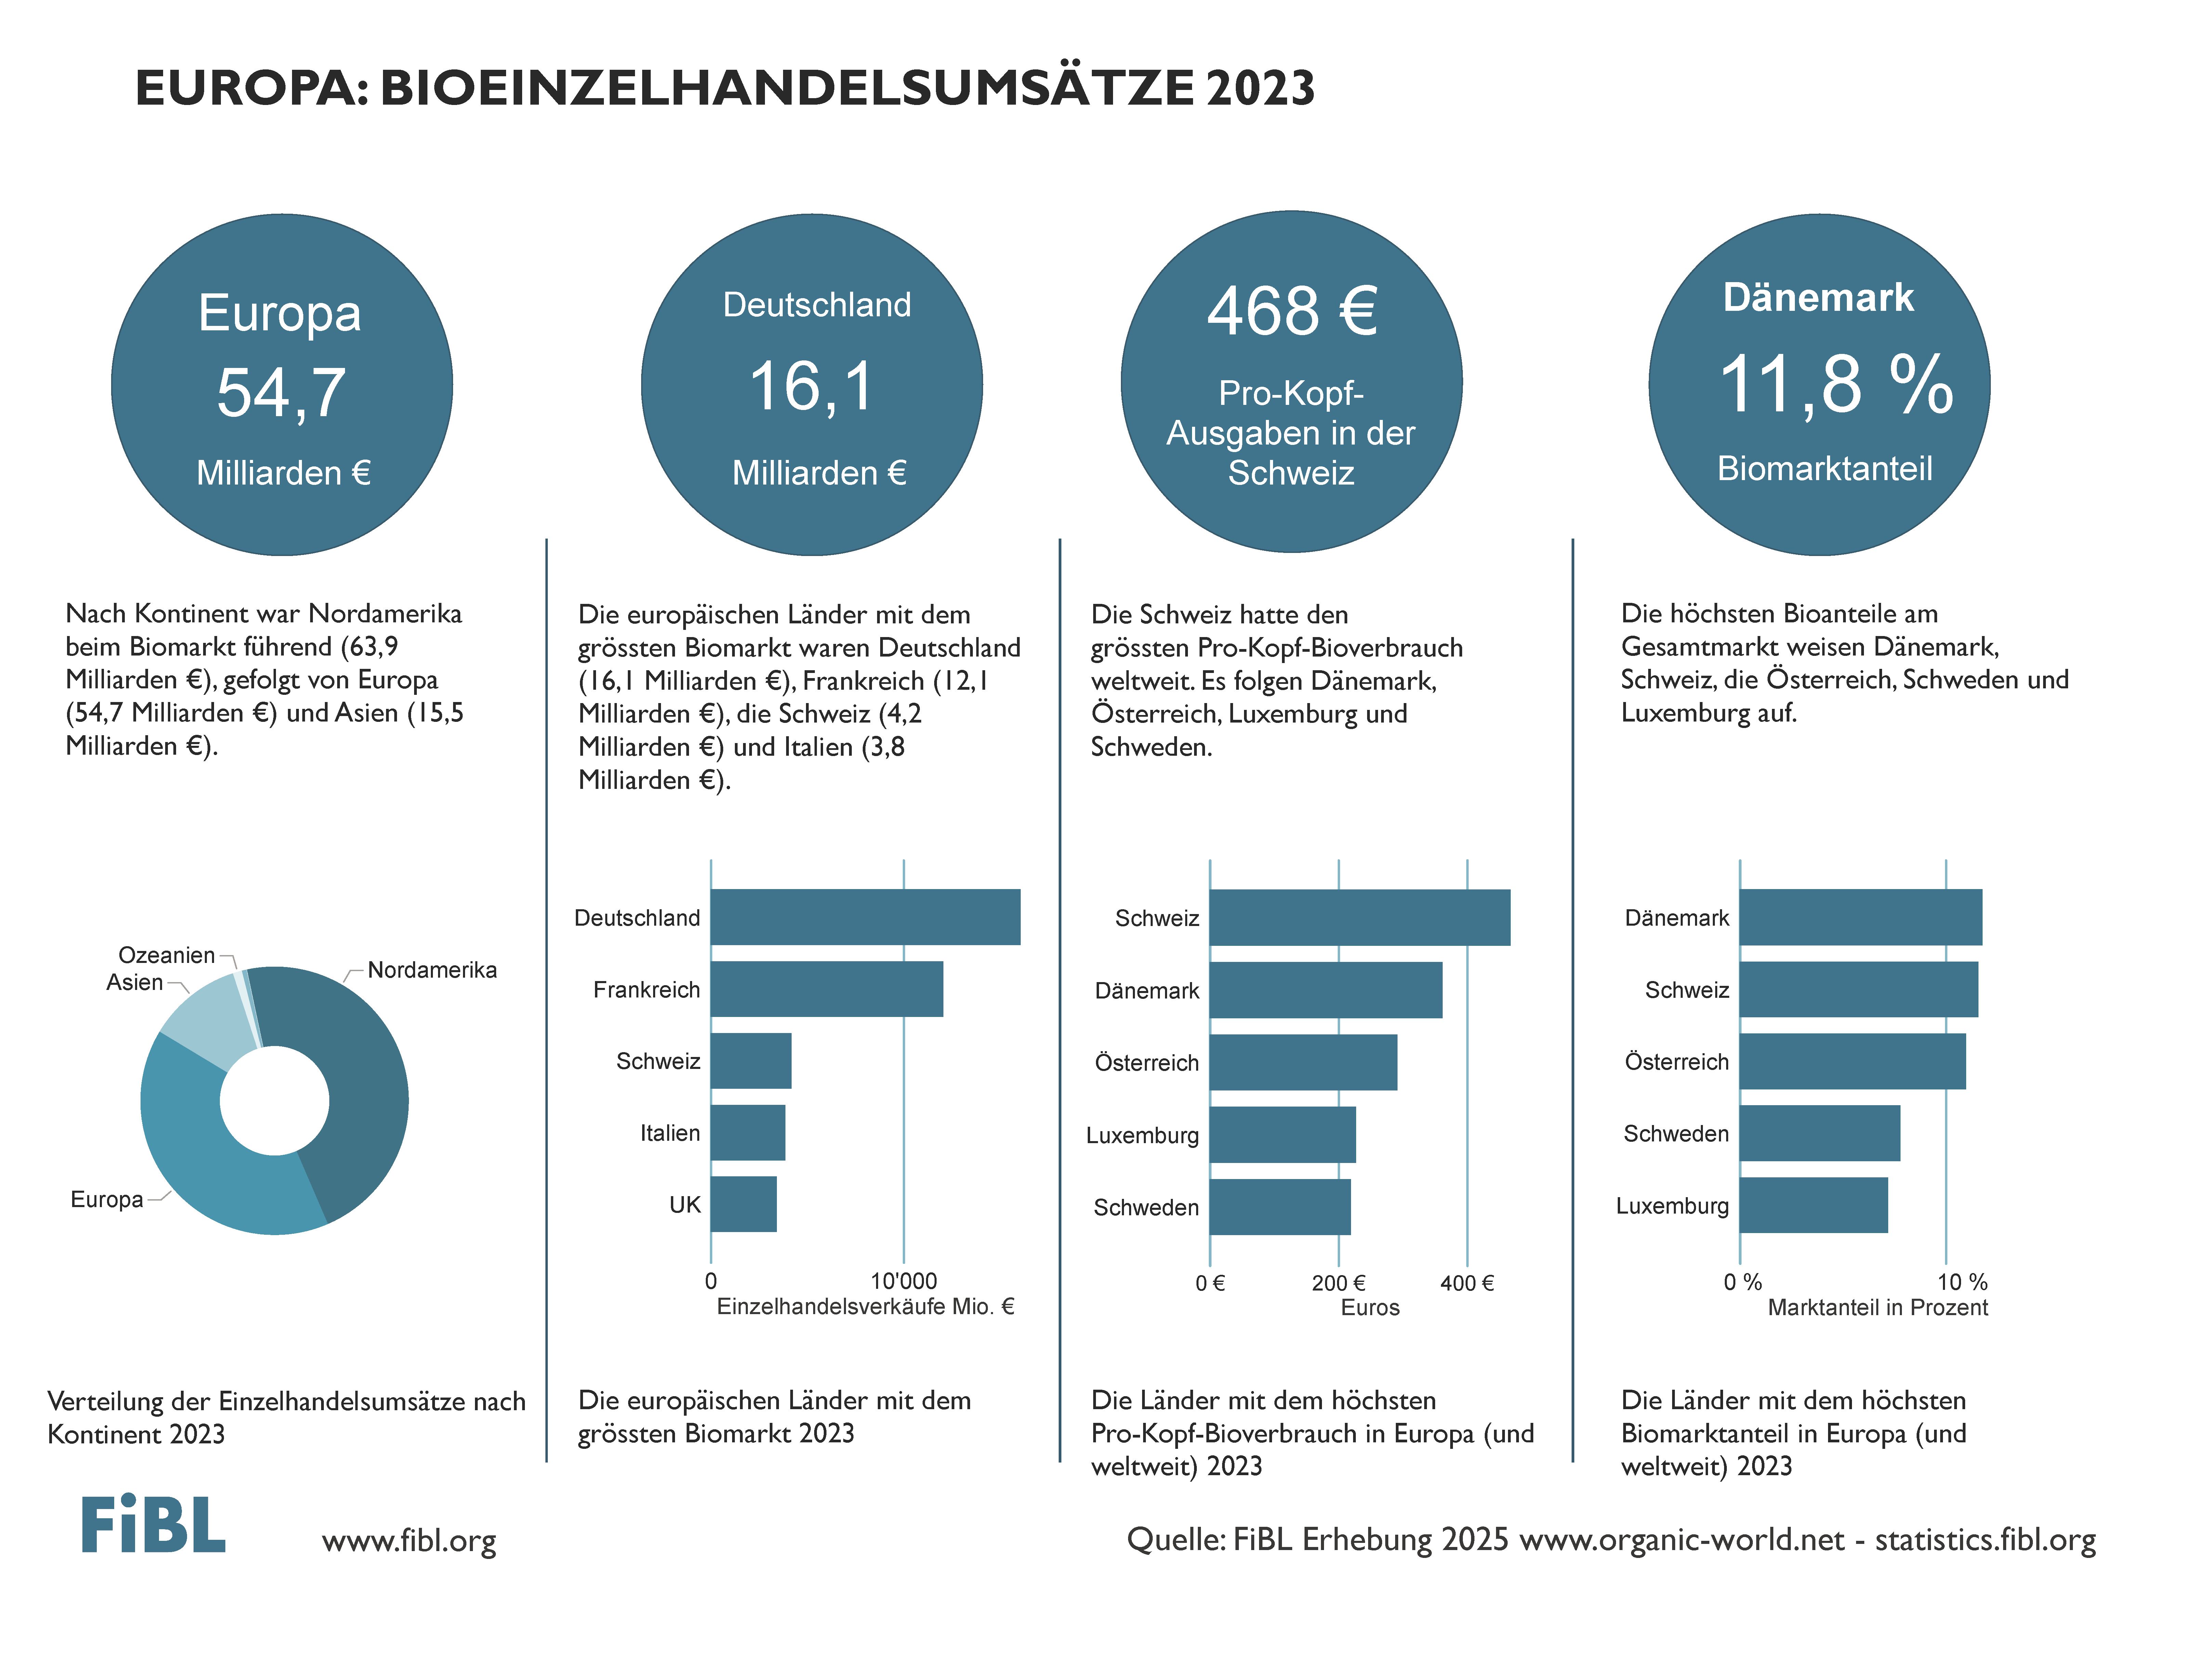 EUROPA: BIOEINZELHANDELSUMSÄTZE 2023
Europa
54,7
Milliarden €
Nach Kontinent war Nordamerika
beim Biomarkt führend (63,9
Milliarden €), gefolgt von Europa
(54,7 Milliarden €) und Asien (15,5
Milliarden €).
Ozeanien
Asien
Nordamerika
Europa
Verteilung der Einzelhandelsumsätze nach
Kontinent 2023
Deutschland
16,1
Milliarden €
Die europäischen Länder mit dem
grössten Biomarkt waren Deutschland
(16,1 Milliarden €), Frankreich (12,1
Milliarden €), die Schweiz (4,2
Milliarden €) und Italien (3,8
Milliarden €).
Deutschland
Frankreich
Schweiz
Italien
UK
0 10'000
Einzelhandelsverkäufe Mio. €
Die europäischen Länder mit dem
grössten Biomarkt 2023
468 €
Pro-Kopf-
Ausgaben in der
Schweiz
Die Schweiz hatte den
grössten Pro-Kopf-Bioverbrauch
weltweit. Es folgen Dänemark,
Österreich, Luxemburg und
Schweden.
Schweiz
Dänemark
Österreich
Luxemburg
Schweden
0 € 200 € 400 €
Euros
Die Länder mit dem höchsten
Pro-Kopf-Bioverbrauch in Europa (und
weltweit) 2023
Dänemark
11,8 %
Biomarktanteil
Die höchsten Bioanteile am
Gesamtmarkt weisen Dänemark,
Schweiz, die Österreich, Schweden und
Luxemburg auf.
Dänemark
Schweiz
Österreich
Schweden
Luxemburg
0 % 10 %
Marktanteil in Prozent
Die Länder mit dem höchsten
Biomarktanteil in Europa (und
weltweit) 2023
FiBL
www.fibl.org
Quelle: FiBL Erhebung 2025 www.organic-world.net - statistics.fibl.org